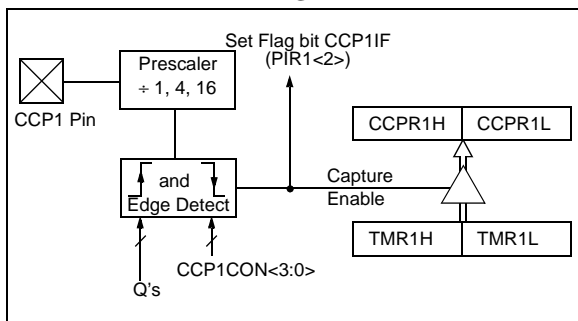 Set Flag bit CCP1IF
(PIR1<2>)
Prescaler
÷ 1, 4, 16
CCP1 Pin
CCPR1H
CCPR1L
and
Edge Detect
Capture
Enable
TMR1H
TMR1L
CCP1CON<3:0>
Q's